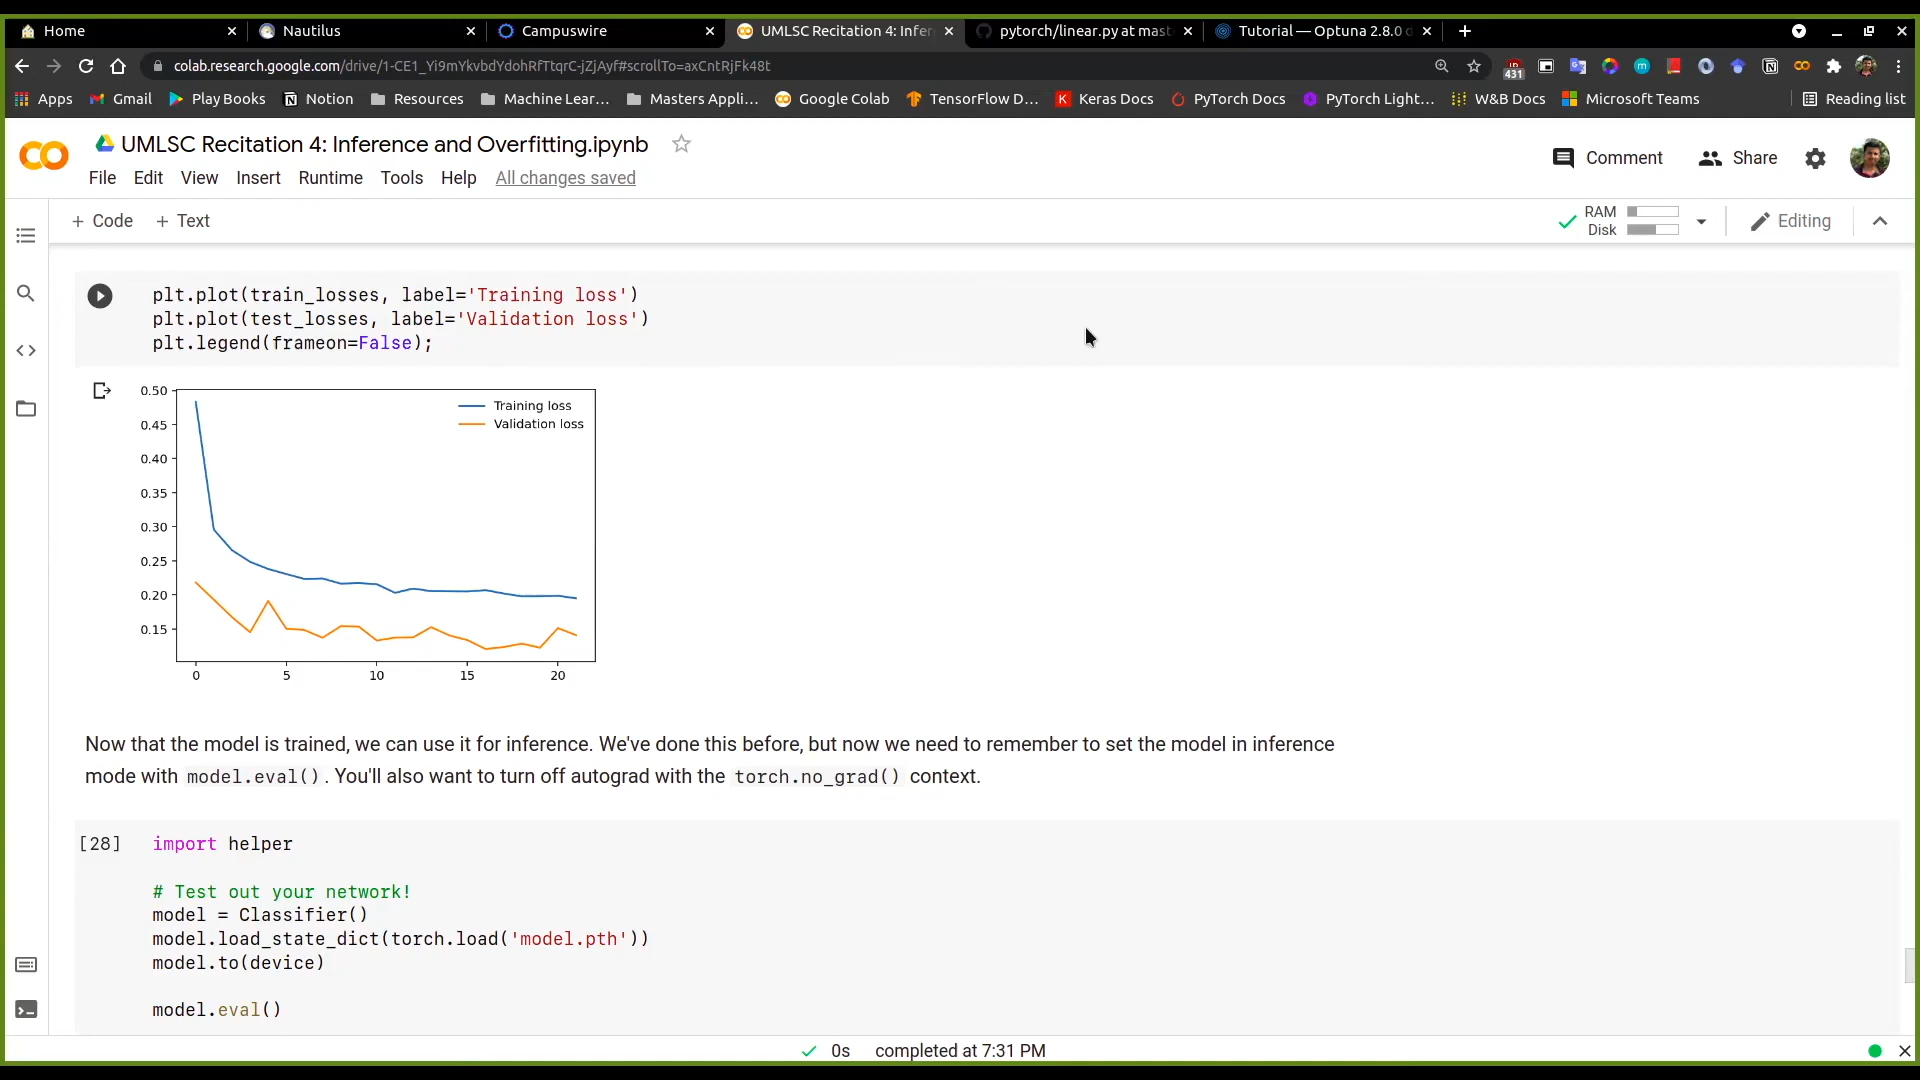 Home
Nautilus
Campuswire
UMLSC Recitation 4: Infer
pytorch/linear.py at mast
Tutorial — Optuna 2.8.0 d
colab.research.google.com/drive/1-CE1_Yi9mYkvbdYdohRfTtqrC-jZjAyf#scrollTo=axCntRjFk48t
431
Apps
Gmail
Play Books
Notion
Resources
Machine Lear...
Masters Appli...
Google Colab
TensorFlow D...
Keras Docs
PyTorch Docs
PyTorch Light...
W&B Docs
Microsoft Teams
Reading list
UMLSC Recitation 4: Inference and Overfitting.ipynb
Comment
Share
File Edit View Insert Runtime Tools Help All changes saved
+ Code + Text
RAM
Disk
Editing
plt.plot(train_losses, label='Training loss')
plt.plot(test_losses, label='Validation loss')
plt.legend(frameon=False);
0.50
0.45
0.40
0.35
0.30
0.25
0.20
0.15
Training loss
Validation loss
0 5 10 15 20
Now that the model is trained, we can use it for inference. We've done this before, but now we need to remember to set the model in inference
mode with model.eval(). You'll also want to turn off autograd with the torch.no_grad() context.
[28] import helper
# Test out your network!
model = Classifier()
model.load_state_dict(torch.load('model.pth'))
model.to(device)
model.eval()
0s completed at 7:31 PM